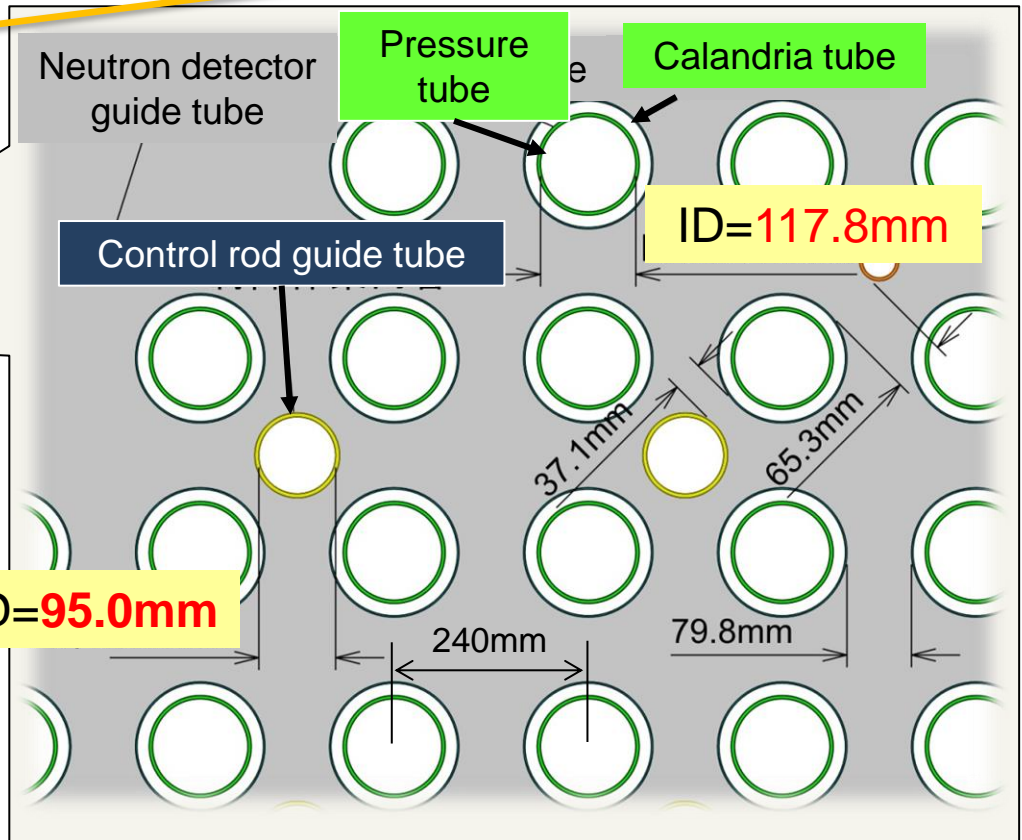 Neutron detector
guide tube
Pressure
tube
Calandria tube
ID=117.8mm
Control rod guide tube
37.1mm
65.3mm
=95.0mm
240mm
79.8mm